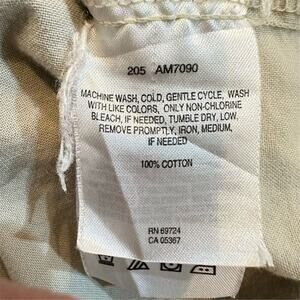 205 AM7090
MACHINE WASH, COLD, GENTLE CYCLE, WASH
WITH LIKE COLORS, ONLY NON-CHLORINE
BLEACH, IF NEEDED, TUMBLE DRY, LOW,
REMOVE PROMPTLY, IRON, MEDIUM,
IF NEEDED
100% COTTON
RN 69724
CA 05367